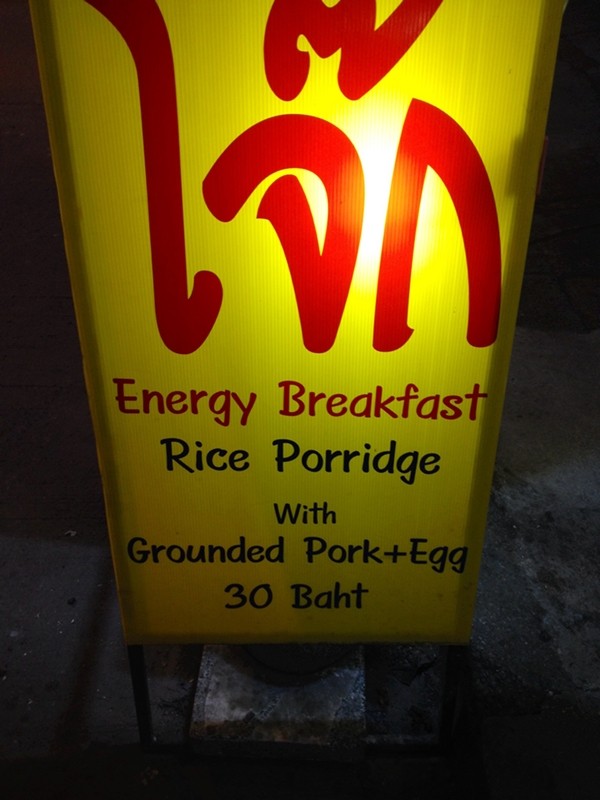 โจ๊ก
Energy Breakfast
Rice Porridge
With
Grounded Pork+Egg
30 Baht